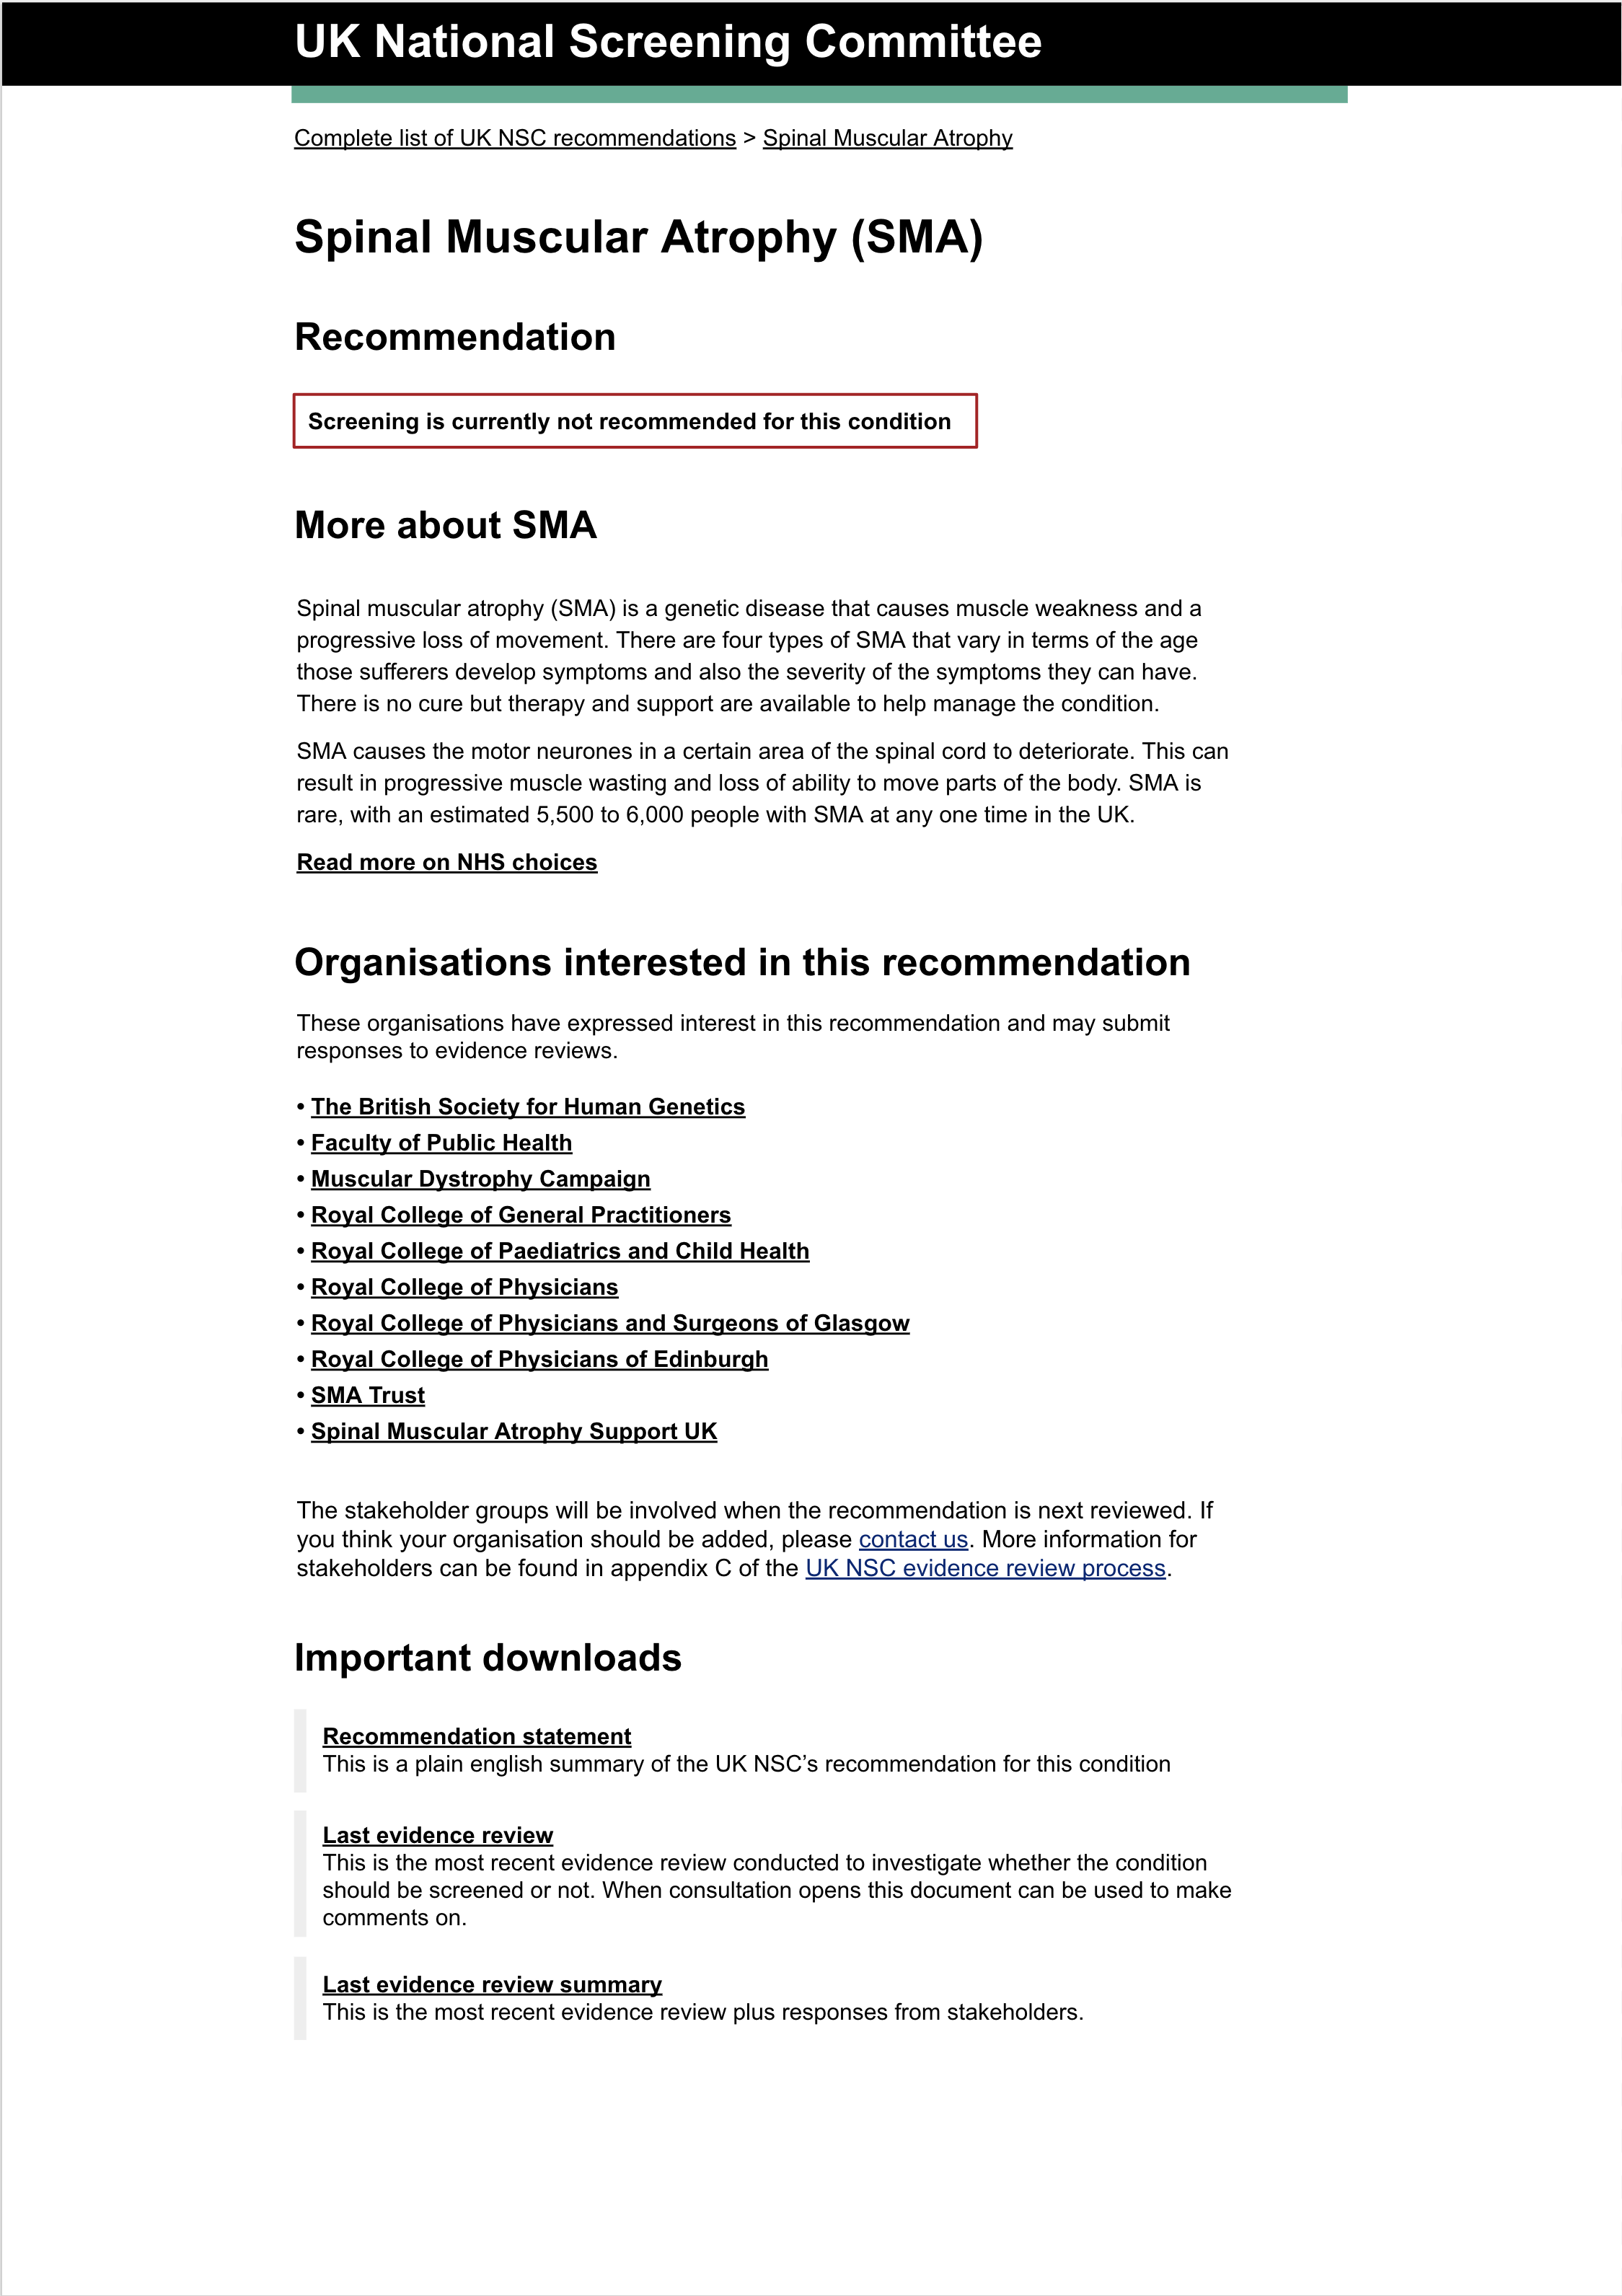 UK National Screening Committee
Complete list of UK NSC recommendations > Spinal Muscular Atrophy
Spinal Muscular Atrophy (SMA)
Recommendation
Screening is currently not recommended for this condition
More about SMA
Spinal muscular atrophy (SMA) is a genetic disease that causes muscle weakness and a
progressive loss of movement. There are four types of SMA that vary in terms of the age
those sufferers develop symptoms and also the severity of the symptoms they can have.
There is no cure but therapy and support are available to help manage the condition.
SMA causes the motor neurones in a certain area of the spinal cord to deteriorate. This can
result in progressive muscle wasting and loss of ability to move parts of the body. SMA is
rare, with an estimated 5,500 to 6,000 people with SMA at any one time in the UK.
Read more on NHS choices
Organisations interested in this recommendation
These organisations have expressed interest in this recommendation and may submit
responses to evidence reviews.
• The British Society for Human Genetics
• Faculty of Public Health
• Muscular Dystrophy Campaign
• Royal College of General Practitioners
• Royal College of Paediatrics and Child Health
• Royal College of Physicians
• Royal College of Physicians and Surgeons of Glasgow
• Royal College of Physicians of Edinburgh
• SMA Trust
• Spinal Muscular Atrophy Support UK
The stakeholder groups will be involved when the recommendation is next reviewed. If
you think your organisation should be added, please contact us. More information for
stakeholders can be found in appendix C of the UK NSC evidence review process.
Important downloads
Recommendation statement
This is a plain english summary of the UK NSC’s recommendation for this condition
Last evidence review
This is the most recent evidence review conducted to investigate whether the condition
should be screened or not. When consultation opens this document can be used to make
comments on.
Last evidence review summary
This is the most recent evidence review plus responses from stakeholders.